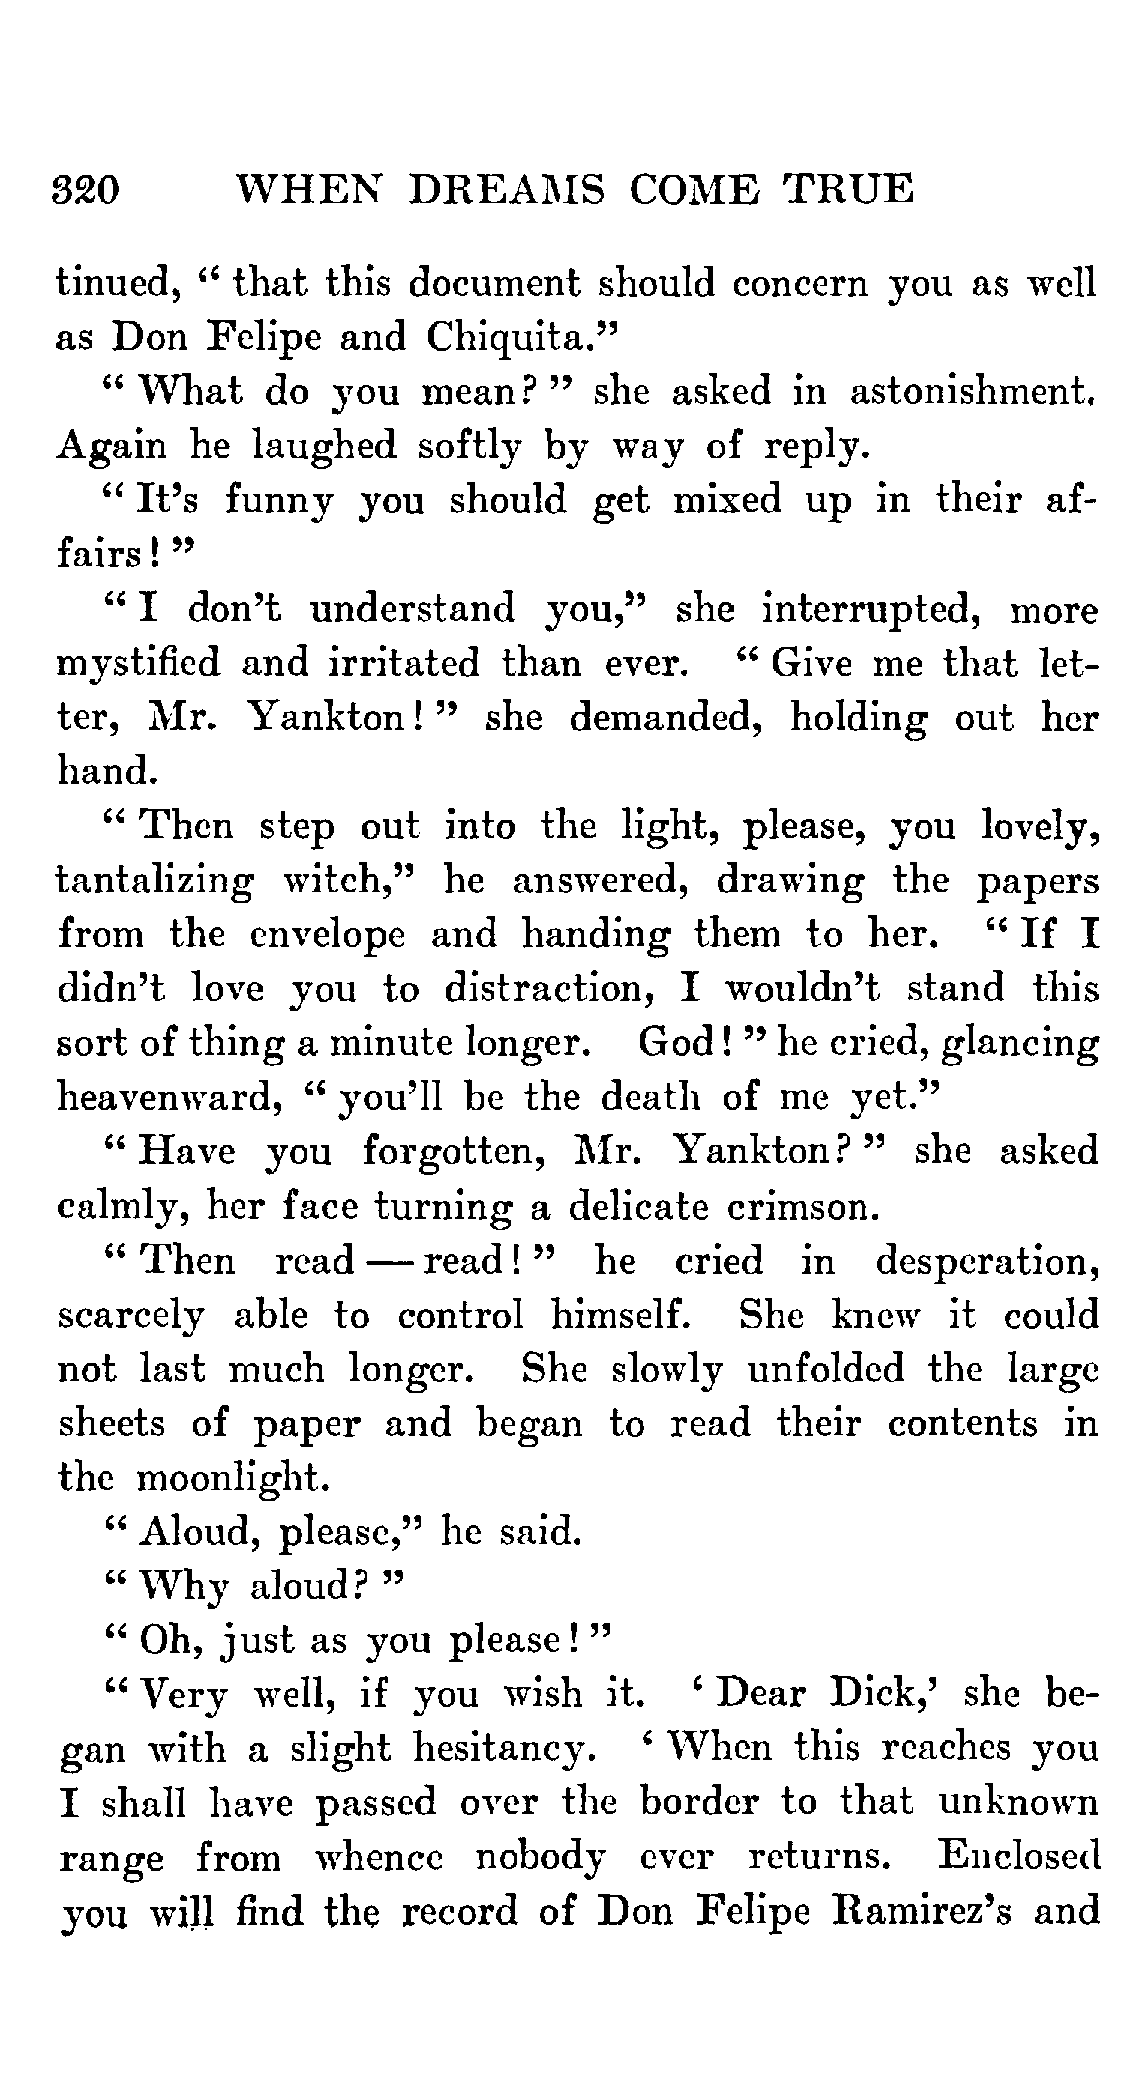 320 WHEN DREAMS COME TRUE
tinued, “ that this document should concern you as well
as Don Felipe and Chiquita.”
“ What do you mean? ” she asked in astonishment.
Again he laughed softly by way of reply.
“ It’s funny you should get mixed up in their af-
fairs! ”
“ I don’t understand you,” she interrupted, more
mystified and irritated than ever. “ Give me that let-
ter, Mr. Yankton! ” she demanded, holding out her
hand.
“ Then step out into the light, please, you lovely,
tantalizing witch,” he answered, drawing the papers
from the envelope and handing them to her. “ If I
didn’t love you to distraction, I wouldn’t stand this
sort of thing a minute longer. God! ” he cried, glancing
heavenward, “ you’ll be the death of me yet.”
“ Have you forgotten, Mr. Yankton? ” she asked
calmly, her face turning a delicate crimson.
“ Then read — read! ” he cried in desperation,
scarcely able to control himself. She knew it could
not last much longer. She slowly unfolded the large
sheets of paper and began to read their contents in
the moonlight.
“ Aloud, please,” he said.
“ Why aloud? ”
“ Oh, just as you please! ”
“ Very well, if you wish it. ‘ Dear Dick,’ she be-
gan with a slight hesitancy. ‘ When this reaches you
I shall have passed over the border to that unknown
range from whence nobody ever returns. Enclosed
you will find the record of Don Felipe Ramirez’s and